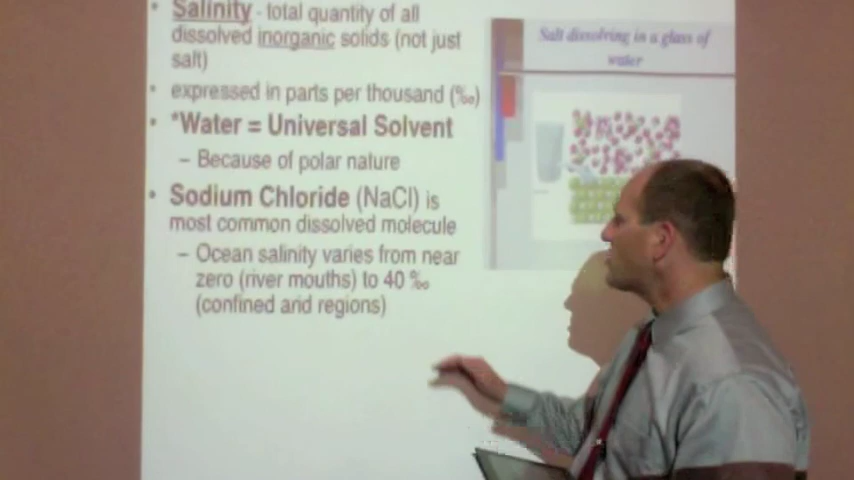 • Salinity - total quantity of all
dissolved inorganic solids (not just
salt)
• expressed in parts per thousand (‰)
• *Water = Universal Solvent
– Because of polar nature
• Sodium Chloride (NaCl) is
most common dissolved molecule
– Ocean salinity varies from near
zero (river mouths) to 40 ‰
(confined arid regions)
Salt dissolving in a glass of
water